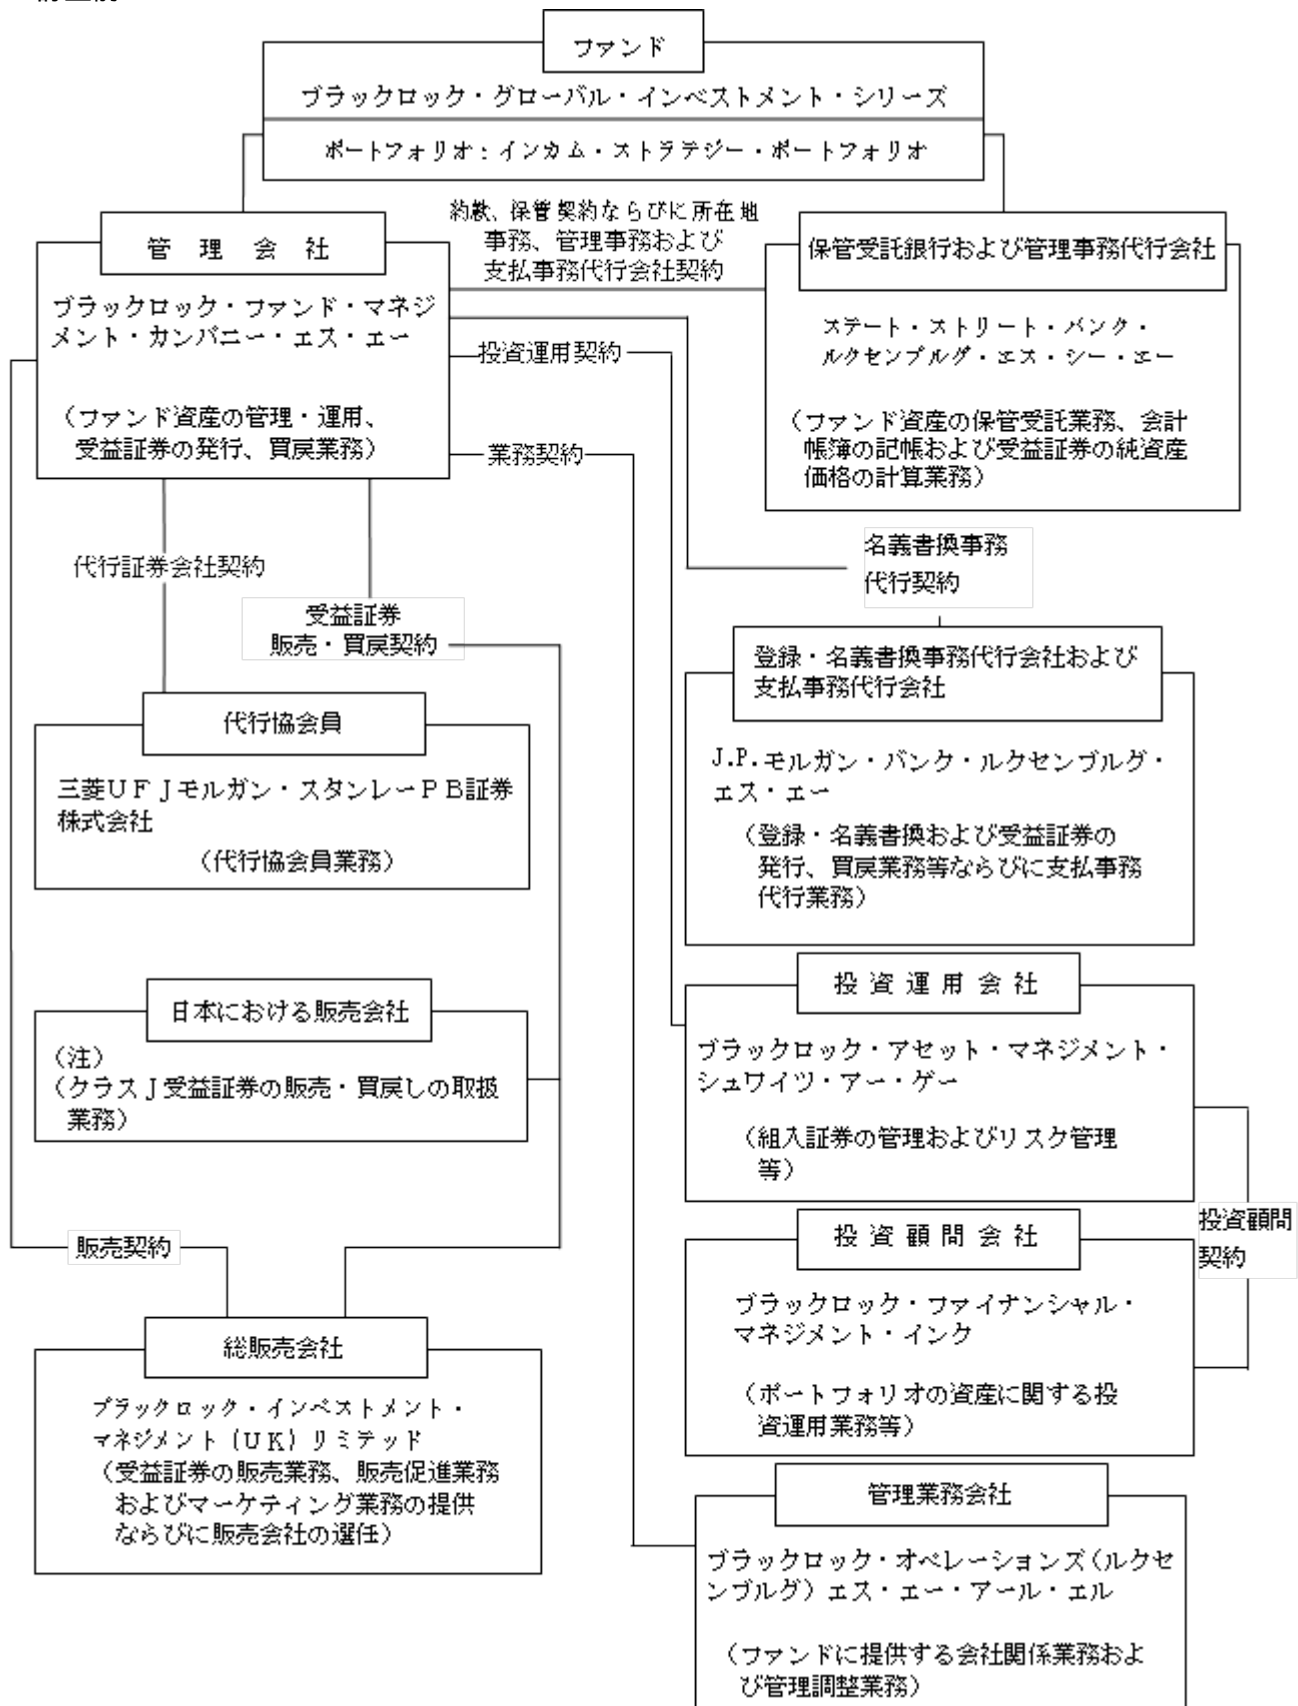 ファンド
ブラックロック・グローバル・インベストメント・シリーズ
ポートフォリオ：インカム・ストラテジー・ポートフォリオ
約款、保管契約ならびに所在地
事務、管理事務および
支払事務代行会社契約
管理会社
ブラックロック・ファンド・マネジ
メント・カンパニー・エス・エー
（ファンド資産の管理・運用、
受益証券の発行、買戻業務）
保管受託銀行および管理事務代行会社
ステート・ストリート・バンク・
ルクセンブルグ・エス・シー・エー
（ファンド資産の保管受託業務、会計
帳簿の記帳および受益証券の純資産
価格の計算業務）
投資運用契約
業務契約
代行証券会社契約
受益証券
販売・買戻契約
名義書換事務
代行契約
登録・名義書換事務代行会社および
支払事務代行会社
J.P.モルガン・バンク・ルクセンブルグ・
エス・エー
（登録・名義書換および受益証券の
発行、買戻業務等ならびに支払事務
代行業務）
代行協会員
三菱ＵＦＪモルガン・スタンレーＰＢ証券
株式会社
（代行協会員業務）
日本における販売会社
（注）
（クラスＪ受益証券の販売・買戻しの取扱
業務）
投資運用会社
ブラックロック・アセット・マネジメント・
シュワイツ・アー・ゲー
（組入証券の管理およびリスク管理
等）
投資顧問
契約
販売契約
投資顧問会社
ブラックロック・ファイナンシャル・
マネジメント・インク
（ポートフォリオの資産に関する投
資運用業務等）
総販売会社
ブラックロック・インベストメント・
マネジメント（ＵＫ）リミテッド
（受益証券の販売業務、販売促進業務
およびマーケティング業務の提供
ならびに販売会社の選任）
管理業務会社
ブラックロック・オペレーションズ（ルクセ
ンブルグ）エス・エー・アール・エル
（ファンドに提供する会社関係業務およ
び管理調整業務）